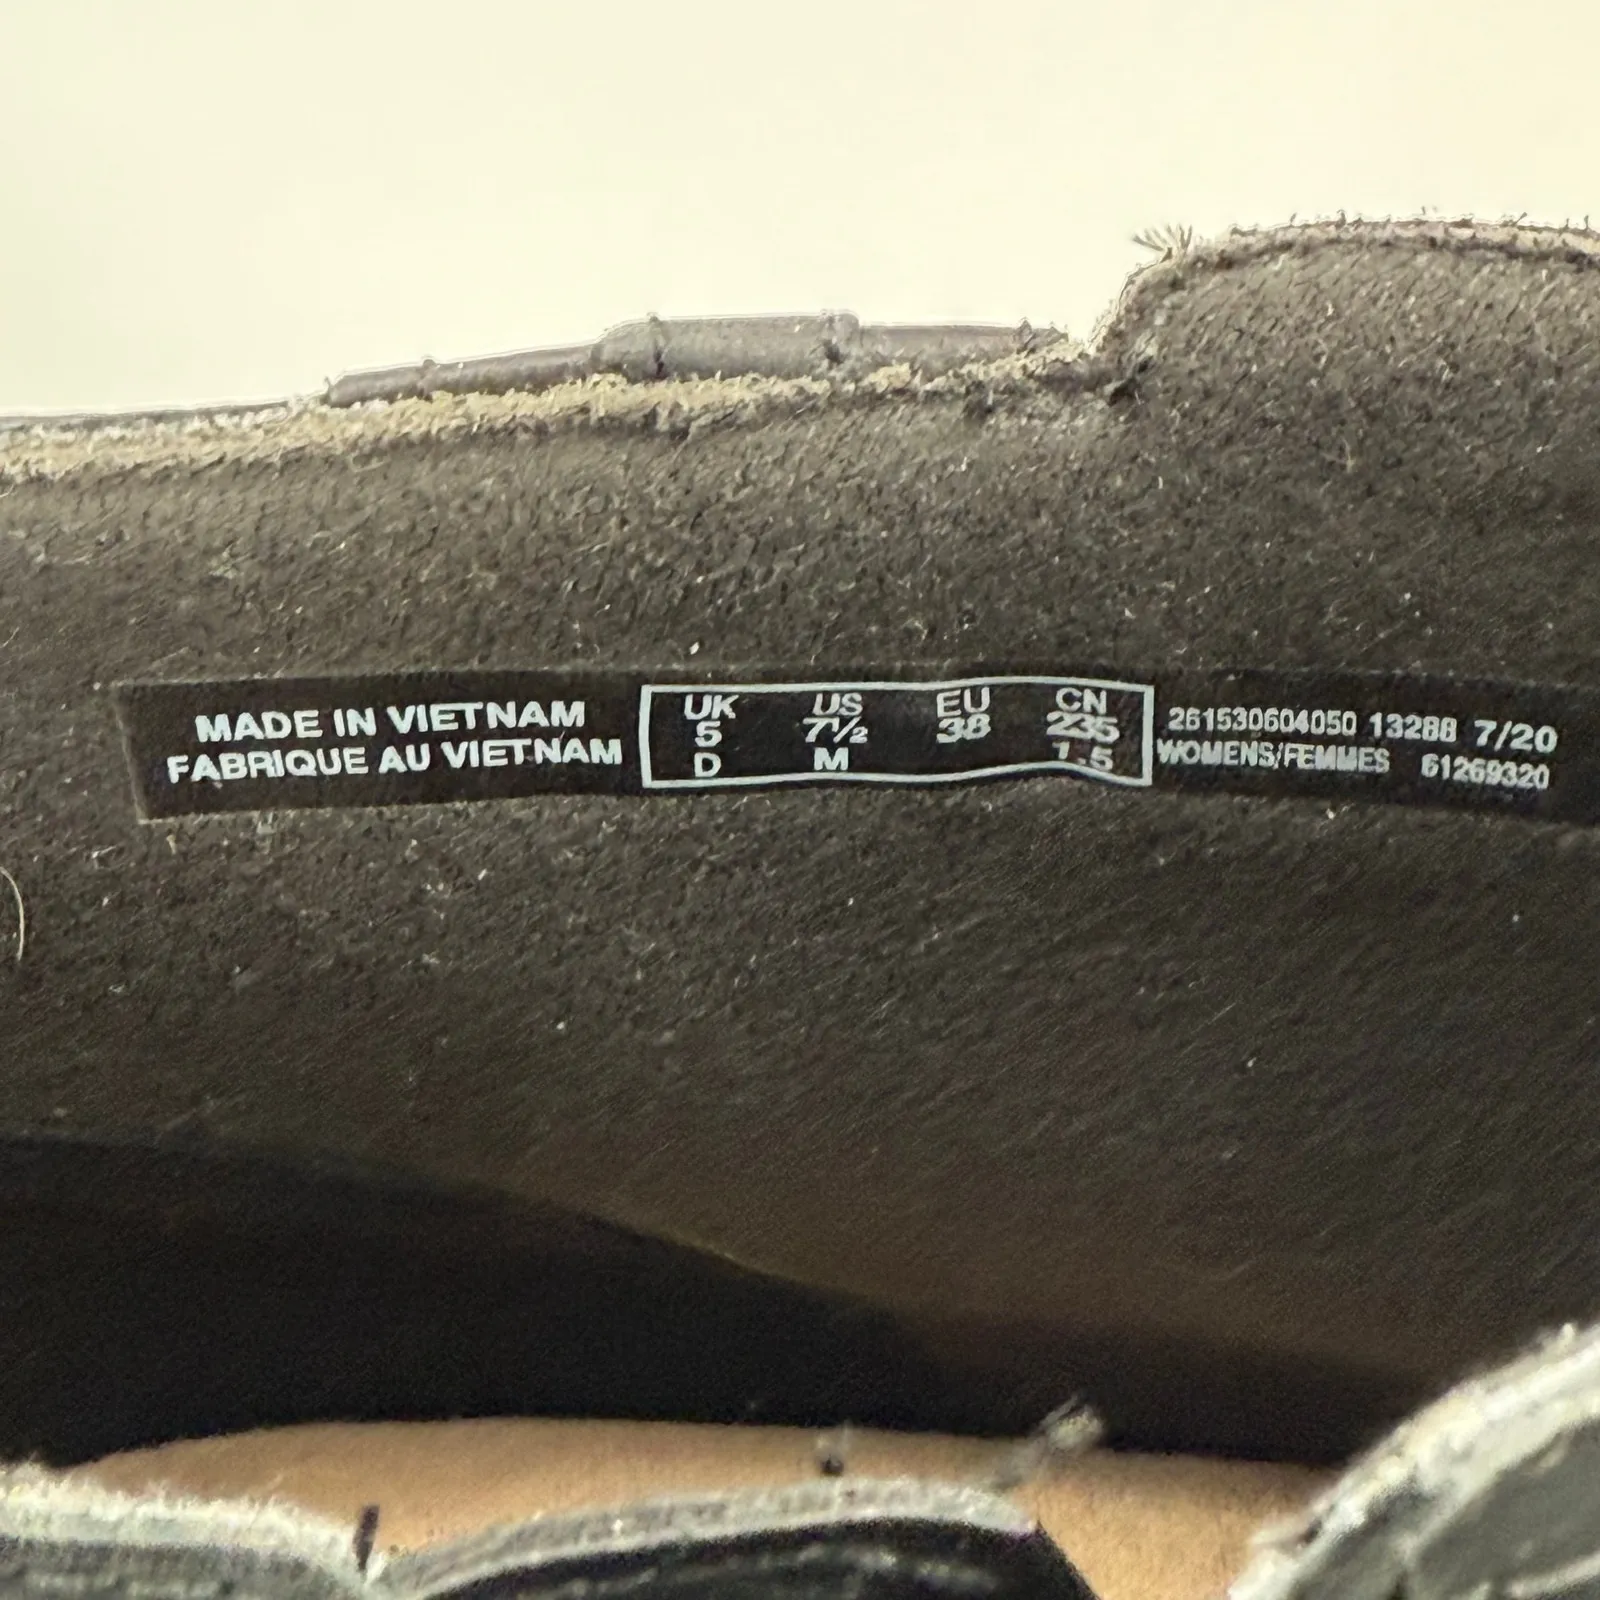 MADE IN VIETNAM
FABRIQUE AU VIETNAM
UK US EU CN
5 7½ 38 235
D M 1.5
261530604050 13288 7/20
WOMENS/FEMMES 61269320